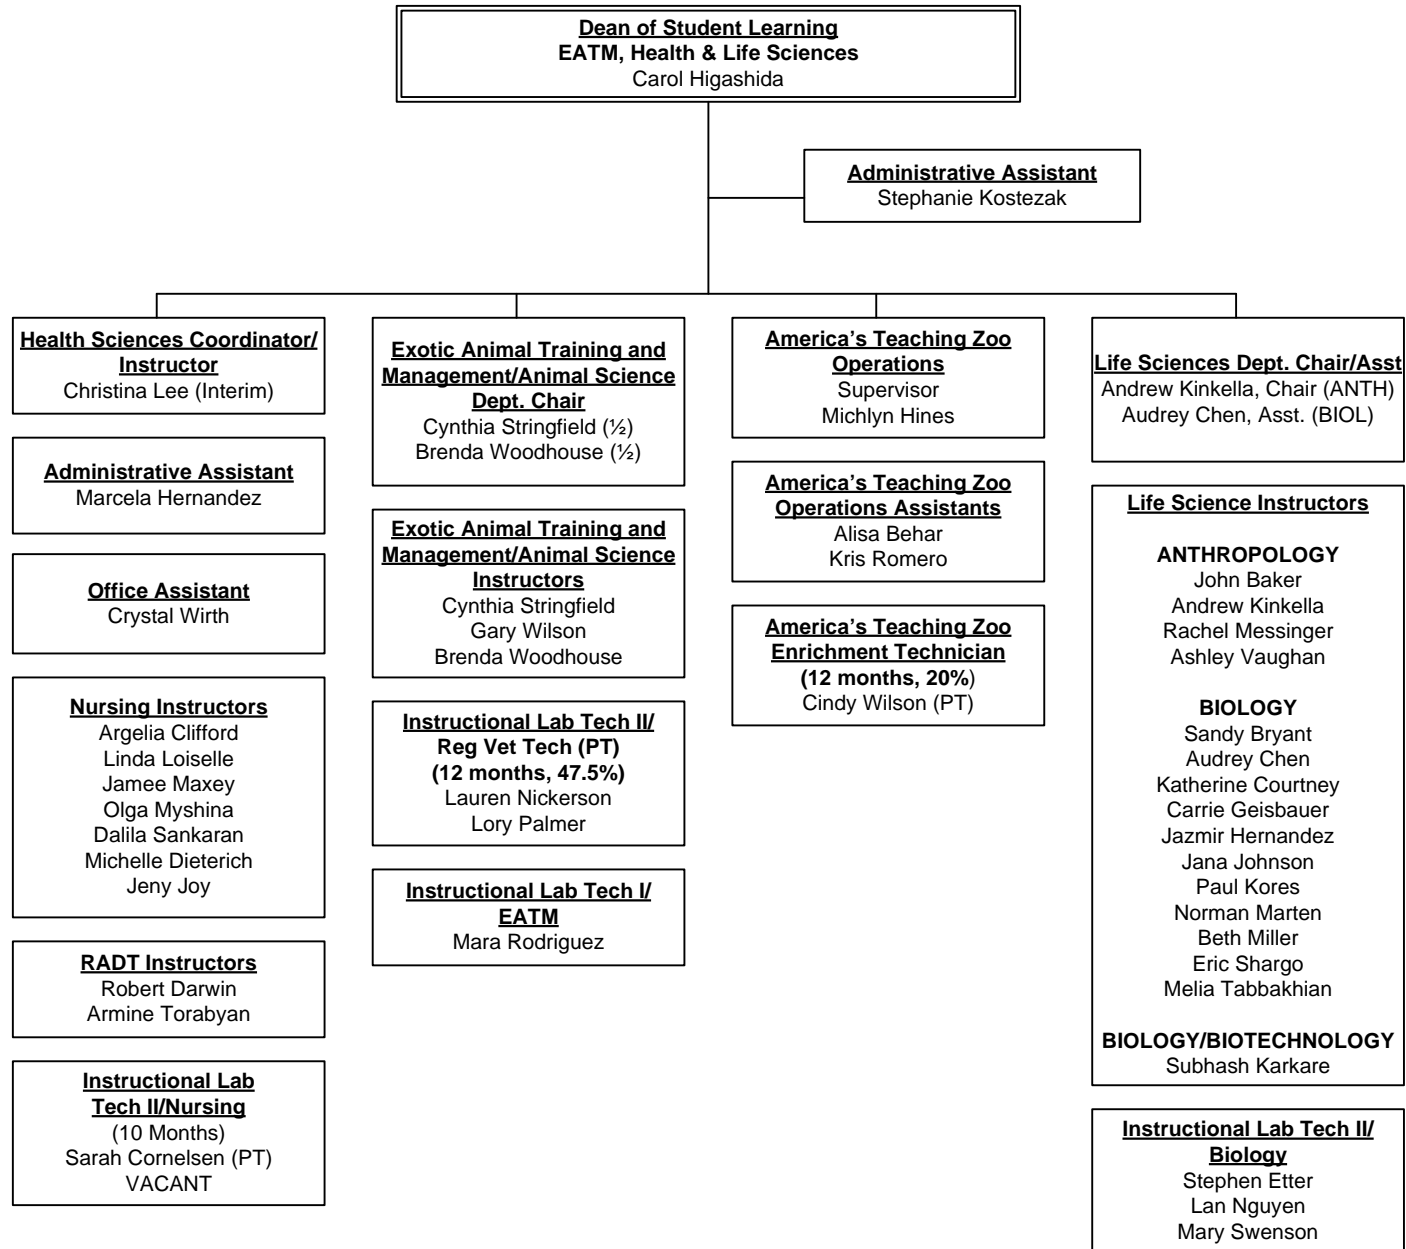 Dean of Student Learning
EATM, Health & Life Sciences
Carol Higashida
Administrative Assistant
Stephanie Kostezak
Health Sciences Coordinator/
Instructor
Christina Lee (Interim)
Administrative Assistant
Marcela Hernandez
Office Assistant
Crystal Wirth
Nursing Instructors
Argelia Clifford
Linda Loiselle
Jamee Maxey
Olga Myshina
Dalila Sankaran
Michelle Dieterich
Jeny Joy
RADT Instructors
Robert Darwin
Armine Torabyan
Instructional Lab
Tech II/Nursing
(10 Months)
Sarah Cornelsen (PT)
VACANT
Exotic Animal Training and
Management/Animal Science
Dept. Chair
Cynthia Stringfield (½)
Brenda Woodhouse (½)
Exotic Animal Training and
Management/Animal Science
Instructors
Cynthia Stringfield
Gary Wilson
Brenda Woodhouse
Instructional Lab Tech II/
Reg Vet Tech (PT)
(12 months, 47.5%)
Lauren Nickerson
Lory Palmer
Instructional Lab Tech I/
EATM
Mara Rodriguez
America's Teaching Zoo
Operations
Supervisor
Michlyn Hines
America's Teaching Zoo
Operations Assistants
Alisa Behar
Kris Romero
America's Teaching Zoo
Enrichment Technician
(12 months, 20%)
Cindy Wilson (PT)
Life Sciences Dept. Chair/Asst
Andrew Kinkella, Chair (ANTH)
Audrey Chen, Asst. (BIOL)
Life Science Instructors
ANTHROPOLOGY
John Baker
Andrew Kinkella
Rachel Messinger
Ashley Vaughan
BIOLOGY
Sandy Bryant
Audrey Chen
Katherine Courtney
Carrie Geisbauer
Jazmir Hernandez
Jana Johnson
Paul Kores
Norman Marten
Beth Miller
Eric Shargo
Melia Tabbakhian
BIOLOGY/BIOTECHNOLOGY
Subhash Karkare
Instructional Lab Tech II/
Biology
Stephen Etter
Lan Nguyen
Mary Swenson